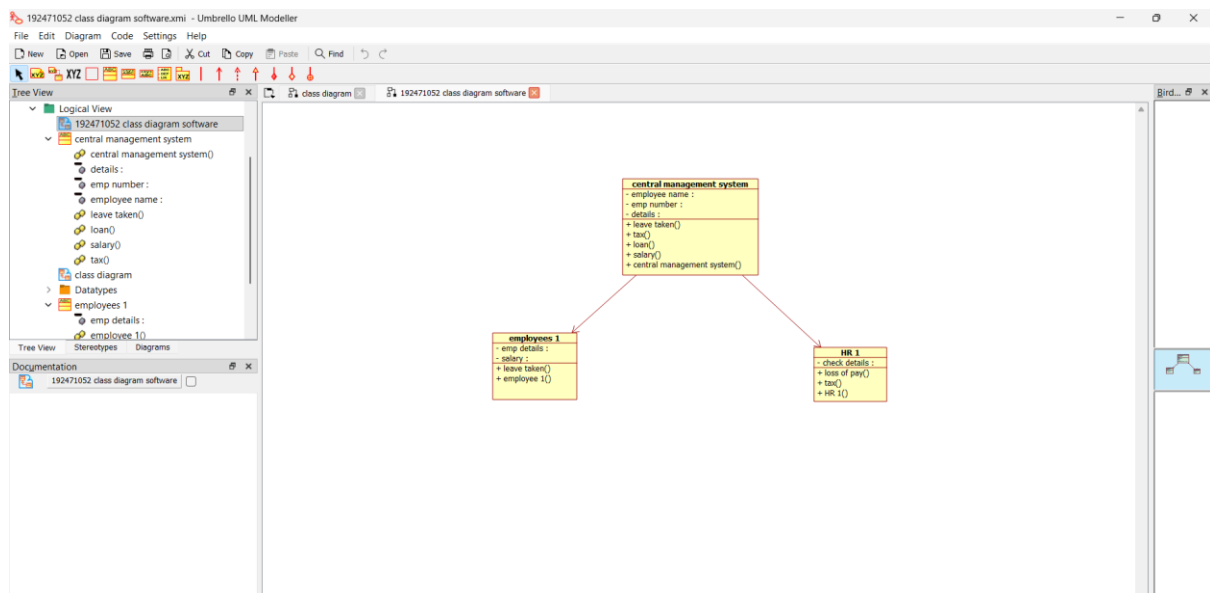 192471052 class diagram software.xmi - Umbrello UML Modeller
File Edit Diagram Code Settings Help
New Open Save Cut Copy Paste Find
XYZ
Tree View
class diagram 192471052 class diagram software
Bird...
Logical View
192471052 class diagram software
central management system
central management system()
details :
emp number :
employee name :
leave taken()
loan()
salary()
tax()
class diagram
Datatypes
employees 1
emp details :
employee 1()
Tree View Stereotypes Diagrams
Documentation
192471052 class diagram software
central management system
- employee name :
- emp number :
- details :
+ leave taken()
+ tax()
+ loan()
+ salary()
+ central management system()
employees 1
- emp details :
- salary :
+ leave taken()
+ employee 1()
HR 1
- check details :
+ loss of pay()
+ tax()
+ HR 1()